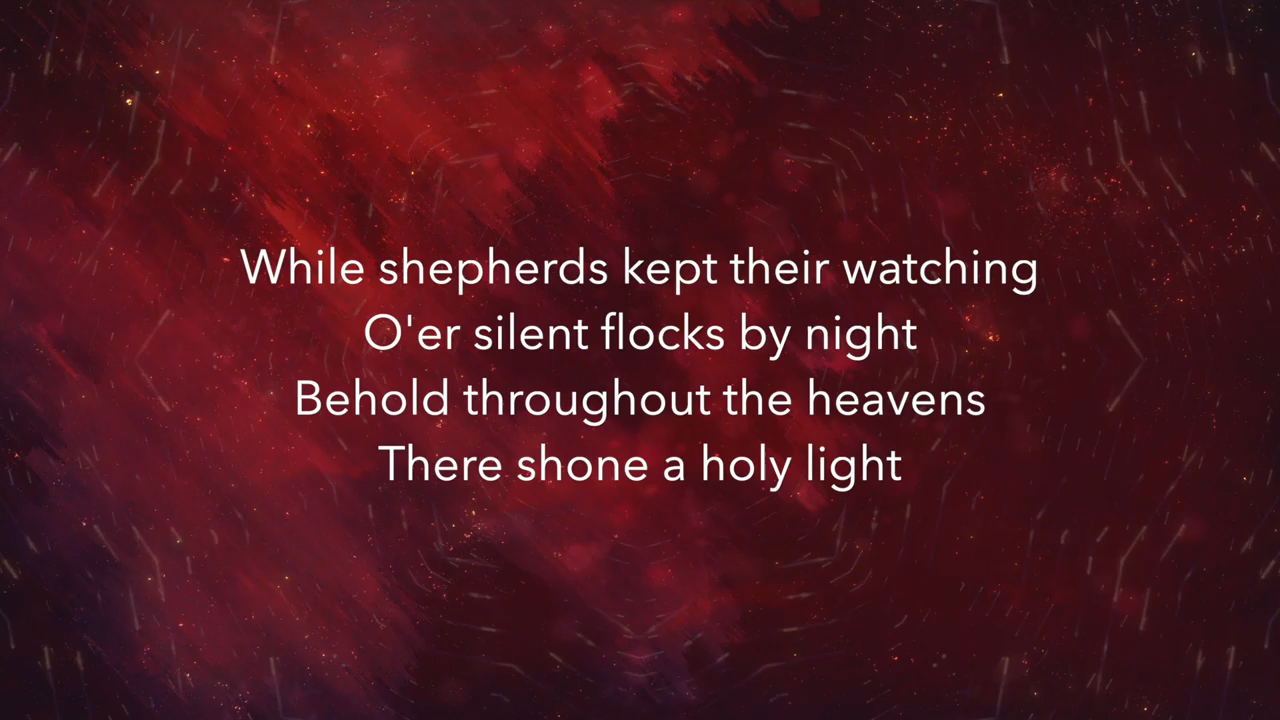 While shepherds kept their watching
O'er silent flocks by night
Behold throughout the heavens
There shone a holy light